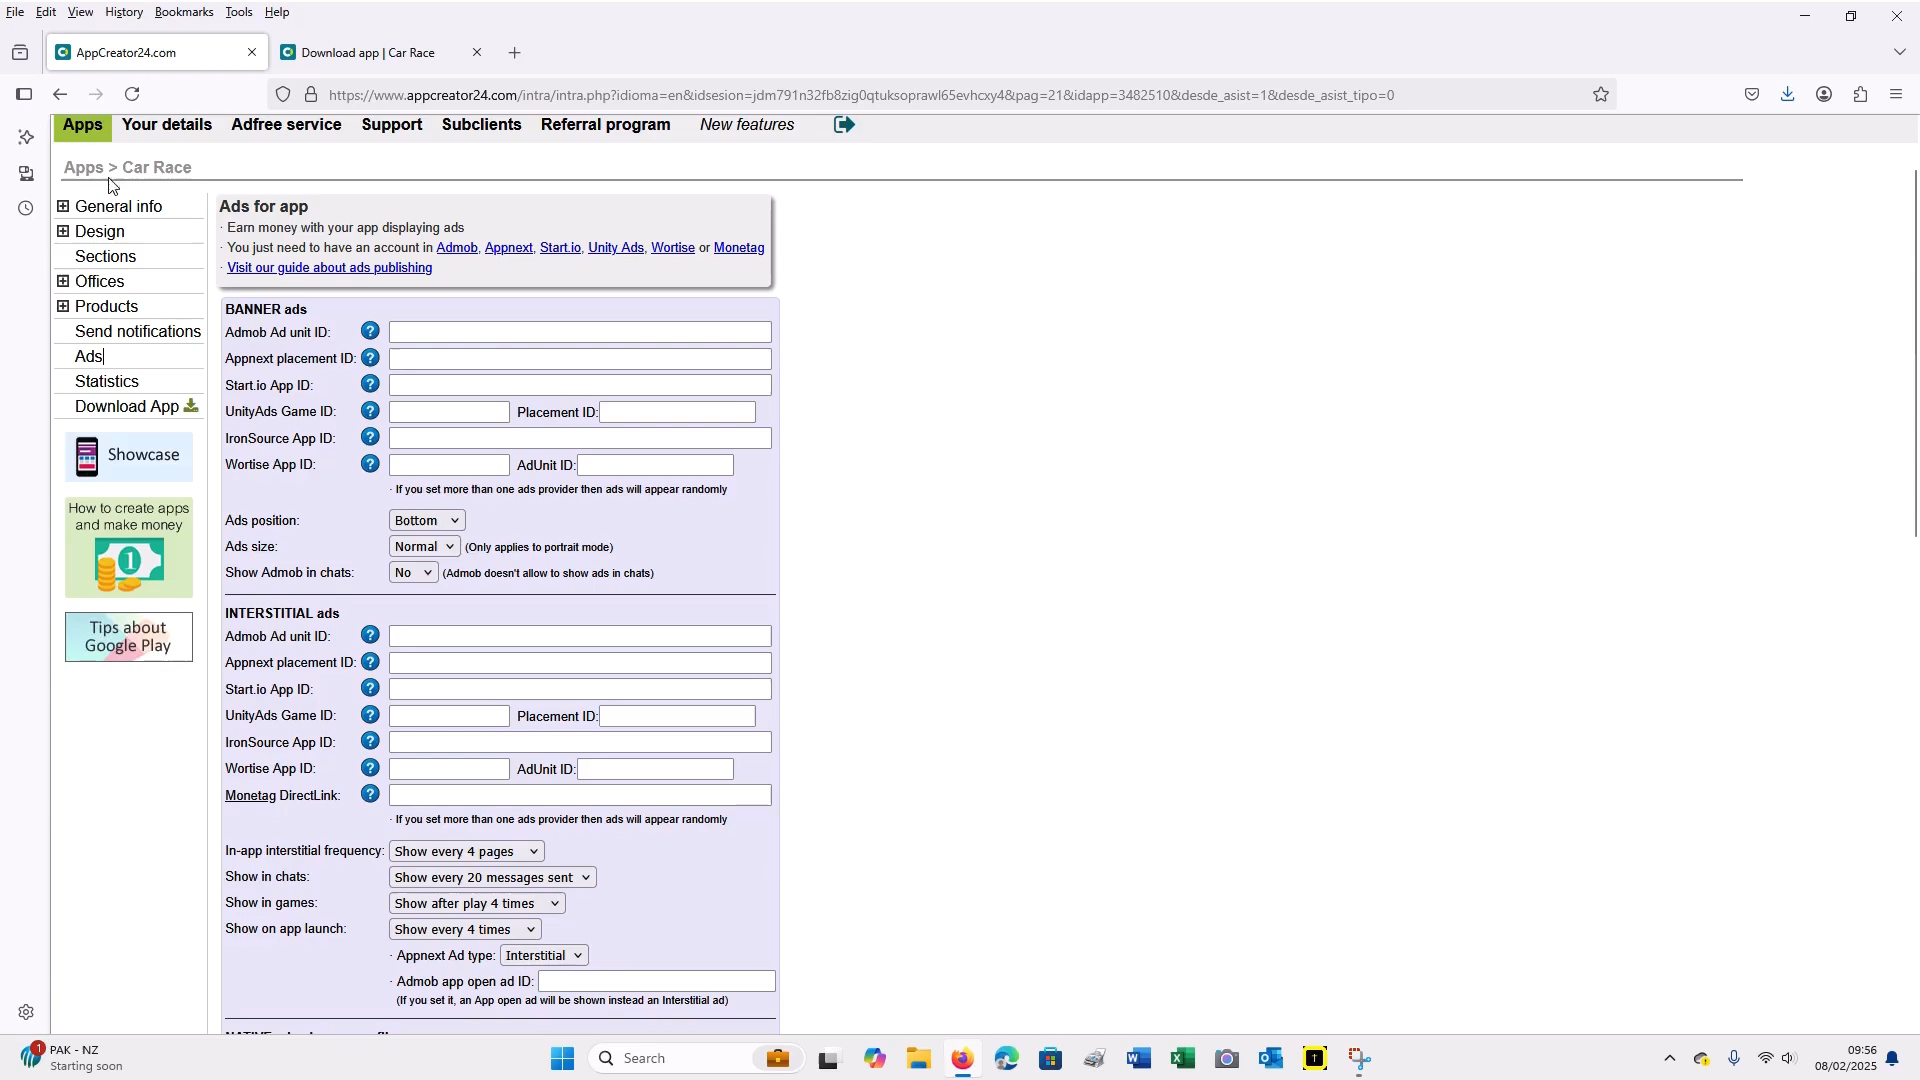 File Edit View History Bookmarks Tools Help
AppCreator24.com
Download app | Car Race
https://www.appcreator24.com/intra/intra.php?idioma=en&idsesion=jdm791n32fb8zig0qtuksoprawl65evhcxy4&pag=21&idapp=3482510&desde_asist=1&desde_asist_tipo=0
Apps Your details Adfree service Support Subclients Referral program New features
Apps > Car Race
General info
Design
Sections
Offices
Products
Send notifications
Ads
Statistics
Download App
Showcase
How to create apps
and make money
1
Tips about
Google Play
Ads for app
· Earn money with your app displaying ads
· You just need to have an account in Admob, Appnext, Start.io, Unity Ads, Wortise or Monetag
· Visit our guide about ads publishing
BANNER ads
Admob Ad unit ID: ?
Appnext placement ID: ?
Start.io App ID: ?
UnityAds Game ID: ? Placement ID:
IronSource App ID: ?
Wortise App ID: ? AdUnit ID:
· If you set more than one ads provider then ads will appear randomly
Ads position: Bottom
Ads size: Normal (Only applies to portrait mode)
Show Admob in chats: No (Admob doesn't allow to show ads in chats)
INTERSTITIAL ads
Admob Ad unit ID: ?
Appnext placement ID: ?
Start.io App ID: ?
UnityAds Game ID: ? Placement ID:
IronSource App ID: ?
Wortise App ID: ? AdUnit ID:
Monetag DirectLink: ?
· If you set more than one ads provider then ads will appear randomly
In-app interstitial frequency: Show every 4 pages
Show in chats: Show every 20 messages sent
Show in games: Show after play 4 times
Show on app launch: Show every 4 times
· Appnext Ad type: Interstitial
· Admob app open ad ID:
(If you set it, an App open ad will be shown instead an Interstitial ad)
1
PAK - NZ
Starting soon
Search
09:56
08/02/2025